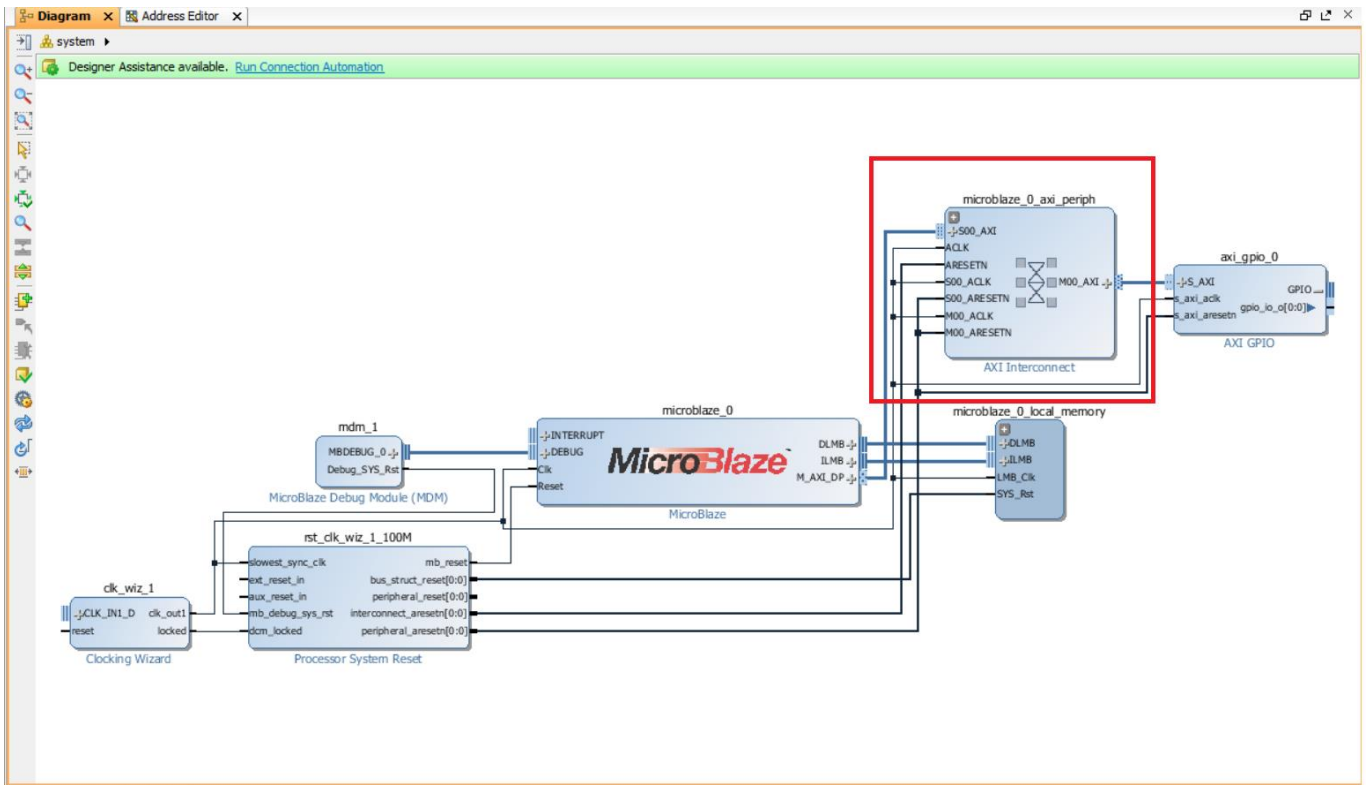 Diagram
Address Editor
system
Designer Assistance available. Run Connection Automation
microblaze_0_axi_periph
S00_AXI
ACLK
ARESETN
S00_ACLK
S00_ARESETN
M00_ACLK
M00_ARESETN
M00_AXI
AXI Interconnect
axi_gpio_0
S_AXI
s_axi_aclk
s_axi_aresetn
GPIO
gpio_io_o[0:0]
AXI GPIO
microblaze_0_local_memory
DLMB
ILMB
LMB_Clk
SYS_Rst
microblaze_0
INTERRUPT
DEBUG
Clk
Reset
MicroBlaze™
DLMB
ILMB
M_AXI_DP
MicroBlaze
mdm_1
MBDEBUG_0
Debug_SYS_Rst
MicroBlaze Debug Module (MDM)
rst_clk_wiz_1_100M
slowest_sync_clk
ext_reset_in
aux_reset_in
mb_debug_sys_rst
dcm_locked
mb_reset
bus_struct_reset[0:0]
peripheral_reset[0:0]
interconnect_aresetn[0:0]
peripheral_aresetn[0:0]
Processor System Reset
clk_wiz_1
CLK_IN1_D
reset
clk_out1
locked
Clocking Wizard